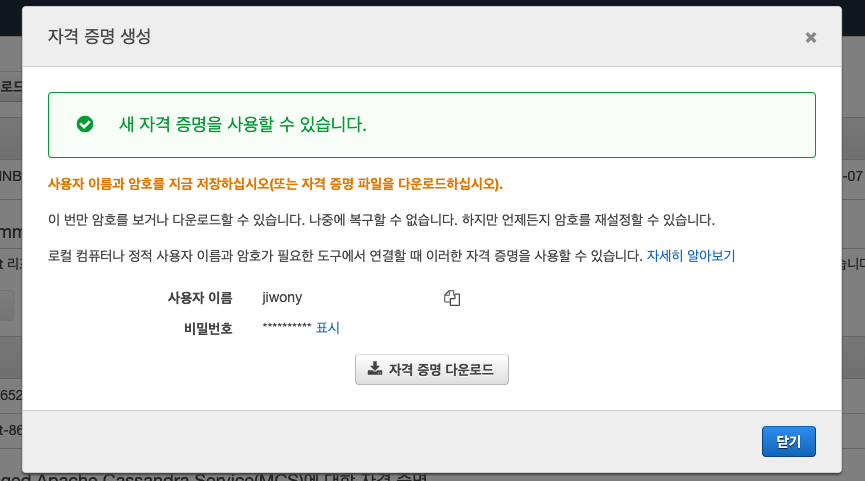 자격 증명 생성
새 자격 증명을 사용할 수 있습니다.
사용자 이름과 암호를 지금 저장하십시오(또는 자격 증명 파일을 다운로드하십시오).
이 번만 암호를 보거나 다운로드할 수 있습니다. 나중에 복구할 수 없습니다. 하지만 언제든지 암호를 재설정할 수 있습니다.
로컬 컴퓨터나 정적 사용자 이름과 암호가 필요한 도구에서 연결할 때 이러한 자격 증명을 사용할 수 있습니다. 자세히 알아보기
사용자 이름 jiwony
비밀번호 ********** 표시
자격 증명 다운로드
닫기
로드
NB
-07
mm
t 리
652
t-86
ged Apache Cassandra Service(MCS)에 대한 자격 증명